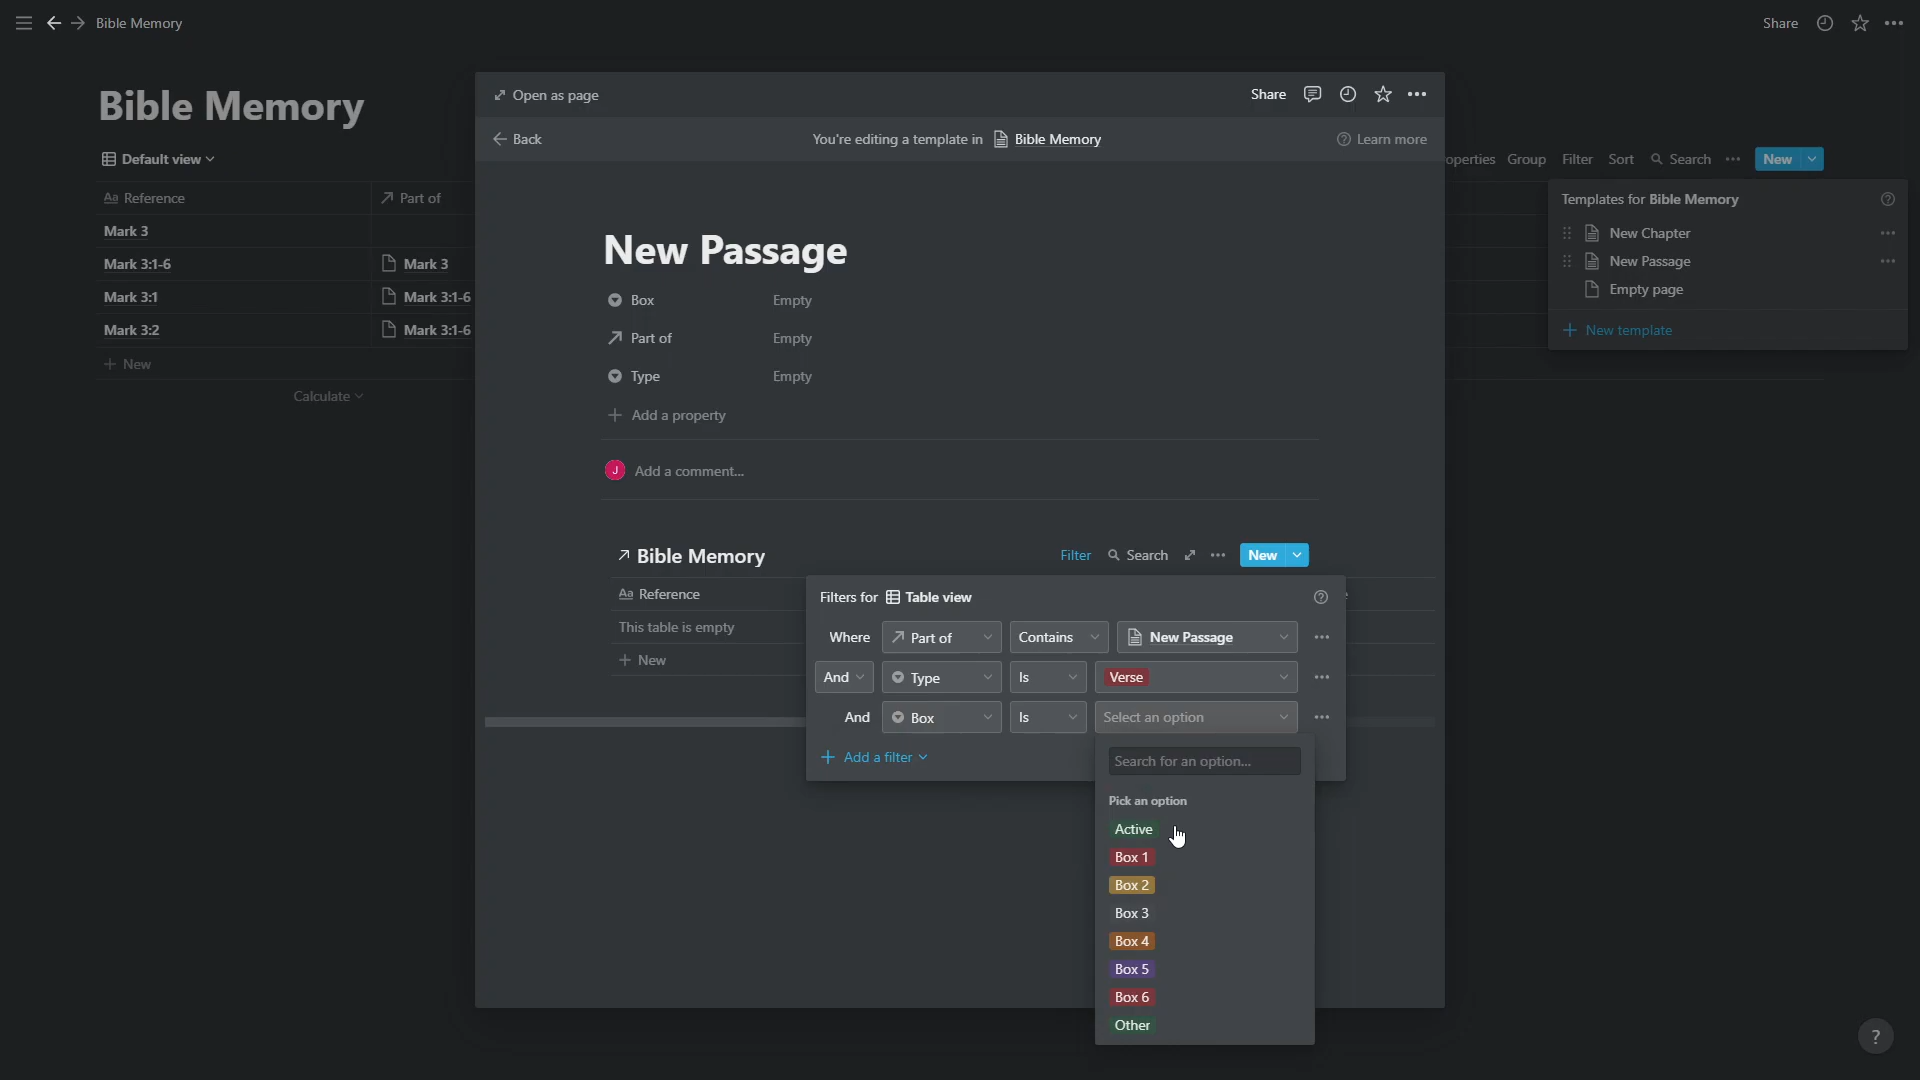 Bible Memory
Share
Bible Memory
Default view
Aa Reference
Part of
Mark 3
Mark 3:1-6
Mark 3
Mark 3:1
Mark 3:1-6
Mark 3:2
Mark 3:1-6
New
Calculate
Open as page
Share
Back
You're editing a template in Bible Memory
Learn more
New Passage
Box
Empty
Part of
Empty
Type
Empty
Add a property
J
Add a comment...
Bible Memory
Filter
Search
New
Aa Reference
This table is empty
New
Filters for Table view
Where Part of Contains New Passage
And Type Is Verse
And Box Is Select an option
Add a filter
Search for an option...
Pick an option
Active
Box 1
Box 2
Box 3
Box 4
Box 5
Box 6
Other
operties Group Filter Sort Search New
Templates for Bible Memory
New Chapter
New Passage
Empty page
New template
?